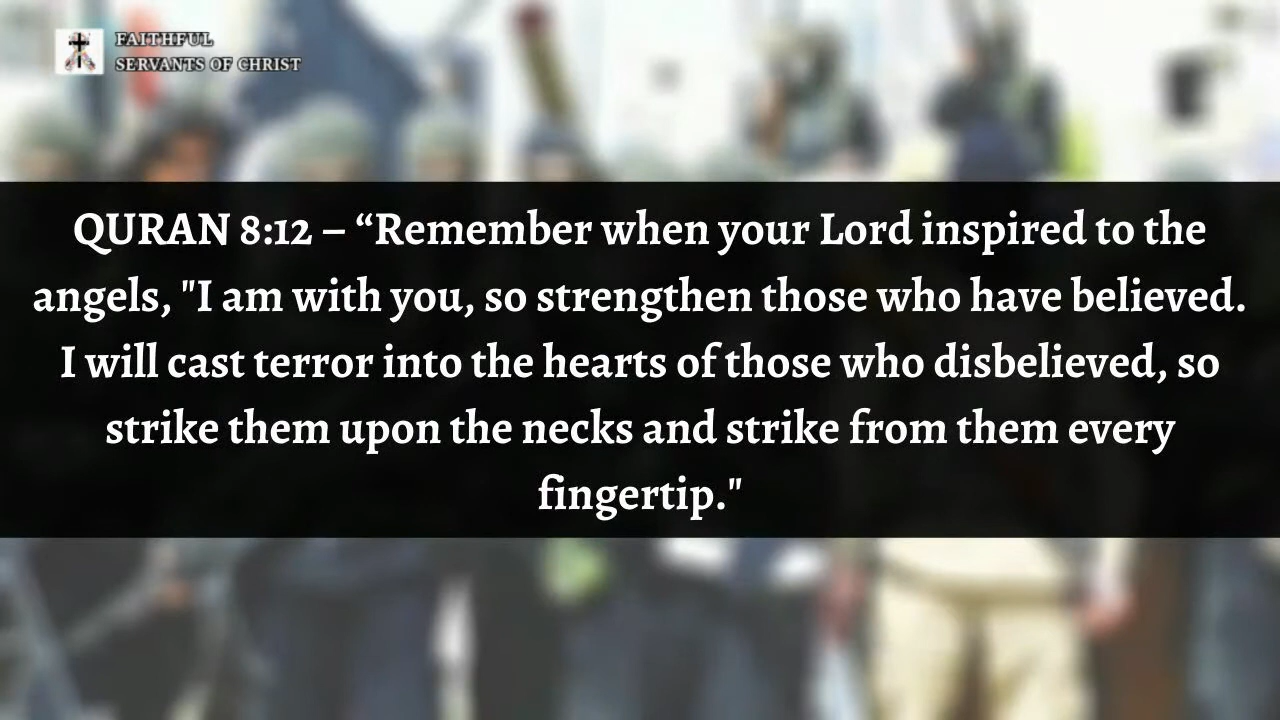 FAITHFUL
SERVANTS OF CHRIST
QURAN 8:12 – “Remember when your Lord inspired to the
angels, "I am with you, so strengthen those who have believed.
I will cast terror into the hearts of those who disbelieved, so
strike them upon the necks and strike from them every
fingertip."